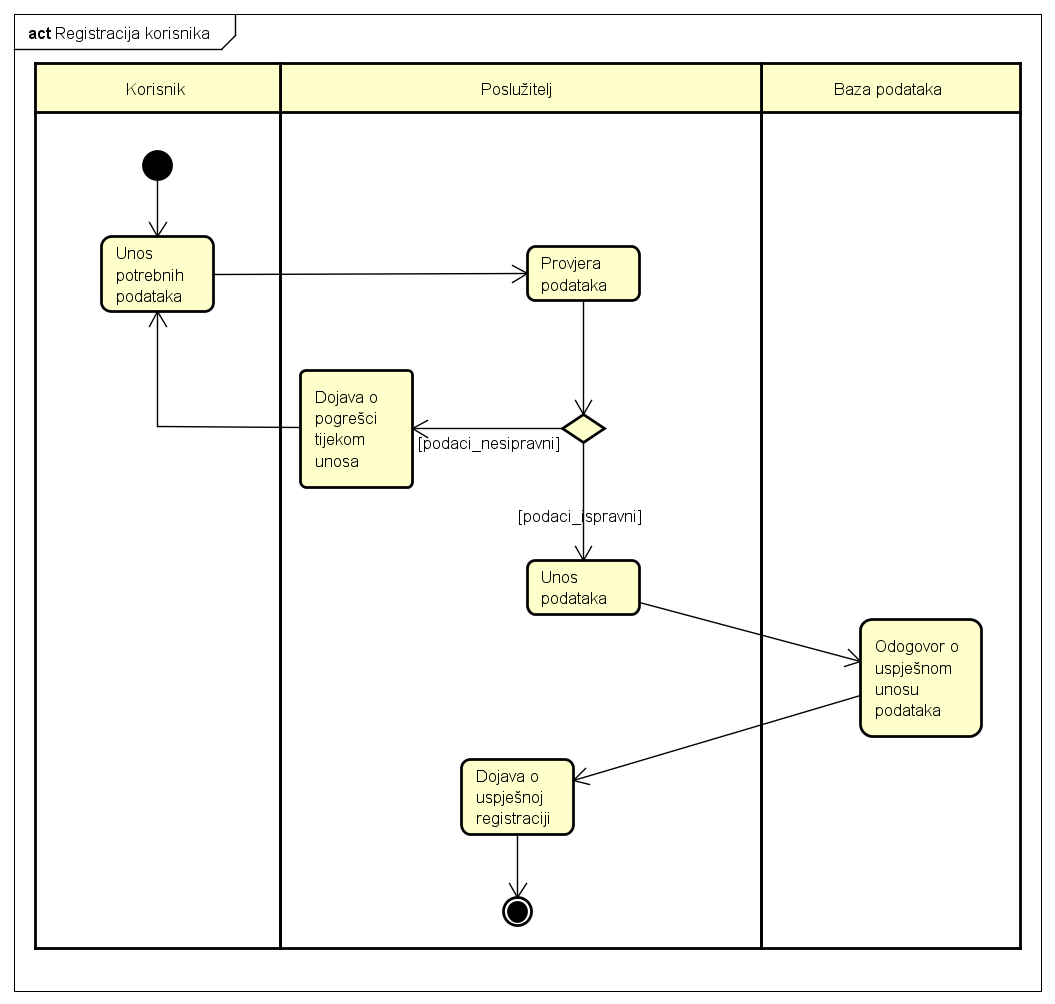 act Registracija korisnika
Korisnik
Poslužitelj
Baza podataka
Unos
potrebnih
podataka
Provjera
podataka
Dojava o
pogrešci
tijekom
unosa
[podaci_nesipravni]
[podaci_ispravni]
Unos
podataka
Odogovor o
uspješnom
unosu
podataka
Dojava o
uspješnoj
registraciji